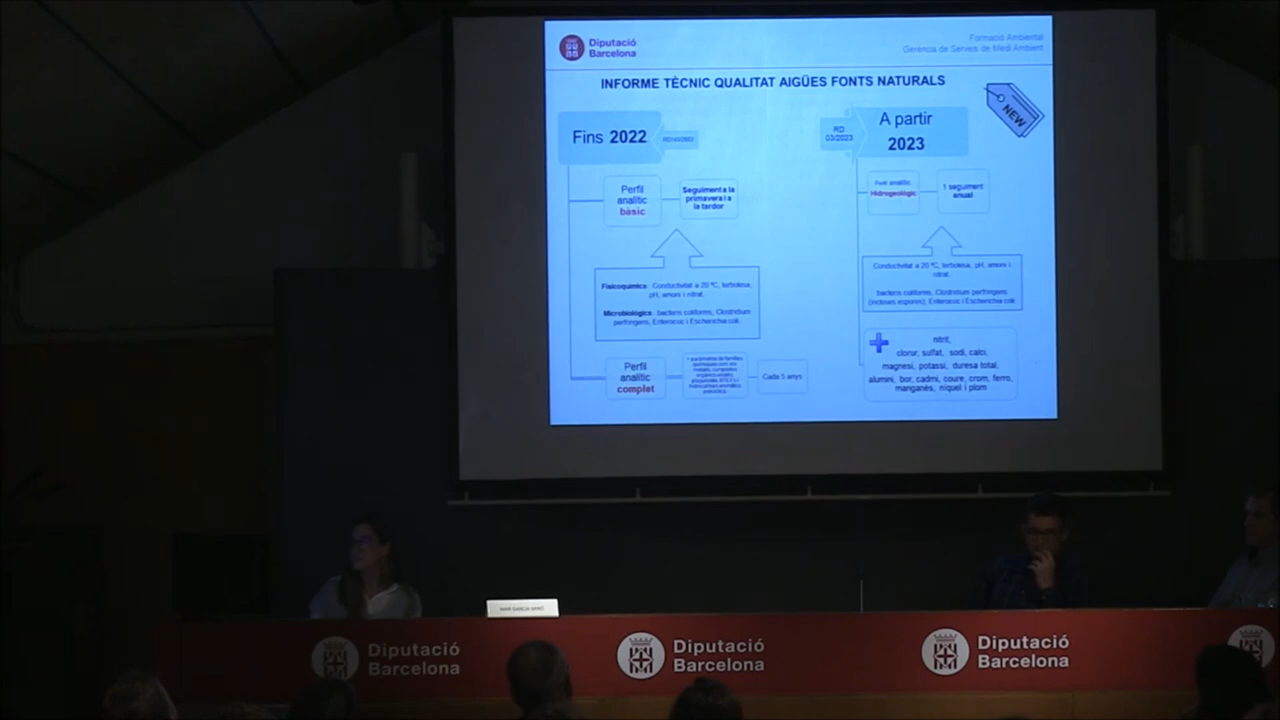 Diputació
Barcelona
Formació Ambiental
Gerència de Serveis de Medi Ambient
INFORME TÈCNIC QUALITAT AIGÜES FONTS NATURALS
NEW
Fins 2022
A partir
2023
RD
03/2023
Perfil
analític
bàsic
Seguiment a la
primavera i a
la tardor
Perfil analític
Hidrogeològic
1 seguiment
anual
Fisicoquímics: Conductivitat a 20 ºC, terbolesa,
pH, amoni i nitrat.
Microbiològics: bacteris coliformes, Clostridium
perfringens, Enterococ i Escherichia coli.
Conductivitat a 20 ºC, terbolesa, pH, amoni i
nitrat.
bacteris coliformes, Clostridium perfringens
(incloses espores), Enterococ i Escherichia coli.
Perfil
analític
complet
Cada 5 anys
nitrit,
clorur, sulfat, sodi, calci,
magnesi, potassi, duresa total,
alumini, bor, cadmi, coure, crom, ferro,
manganès, níquel i plom
Diputació
Barcelona
Diputació
Barcelona
Diputació
Barcelona